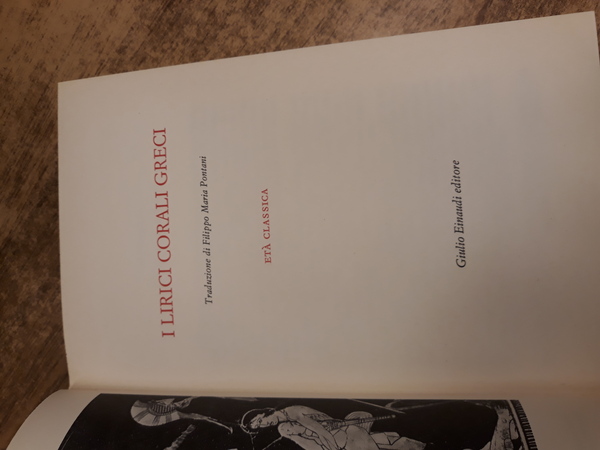 I LIRICI CORALI GRECI
Traduzione di Filippo Maria Pontani
ETÀ CLASSICA
Giulio Einaudi editore